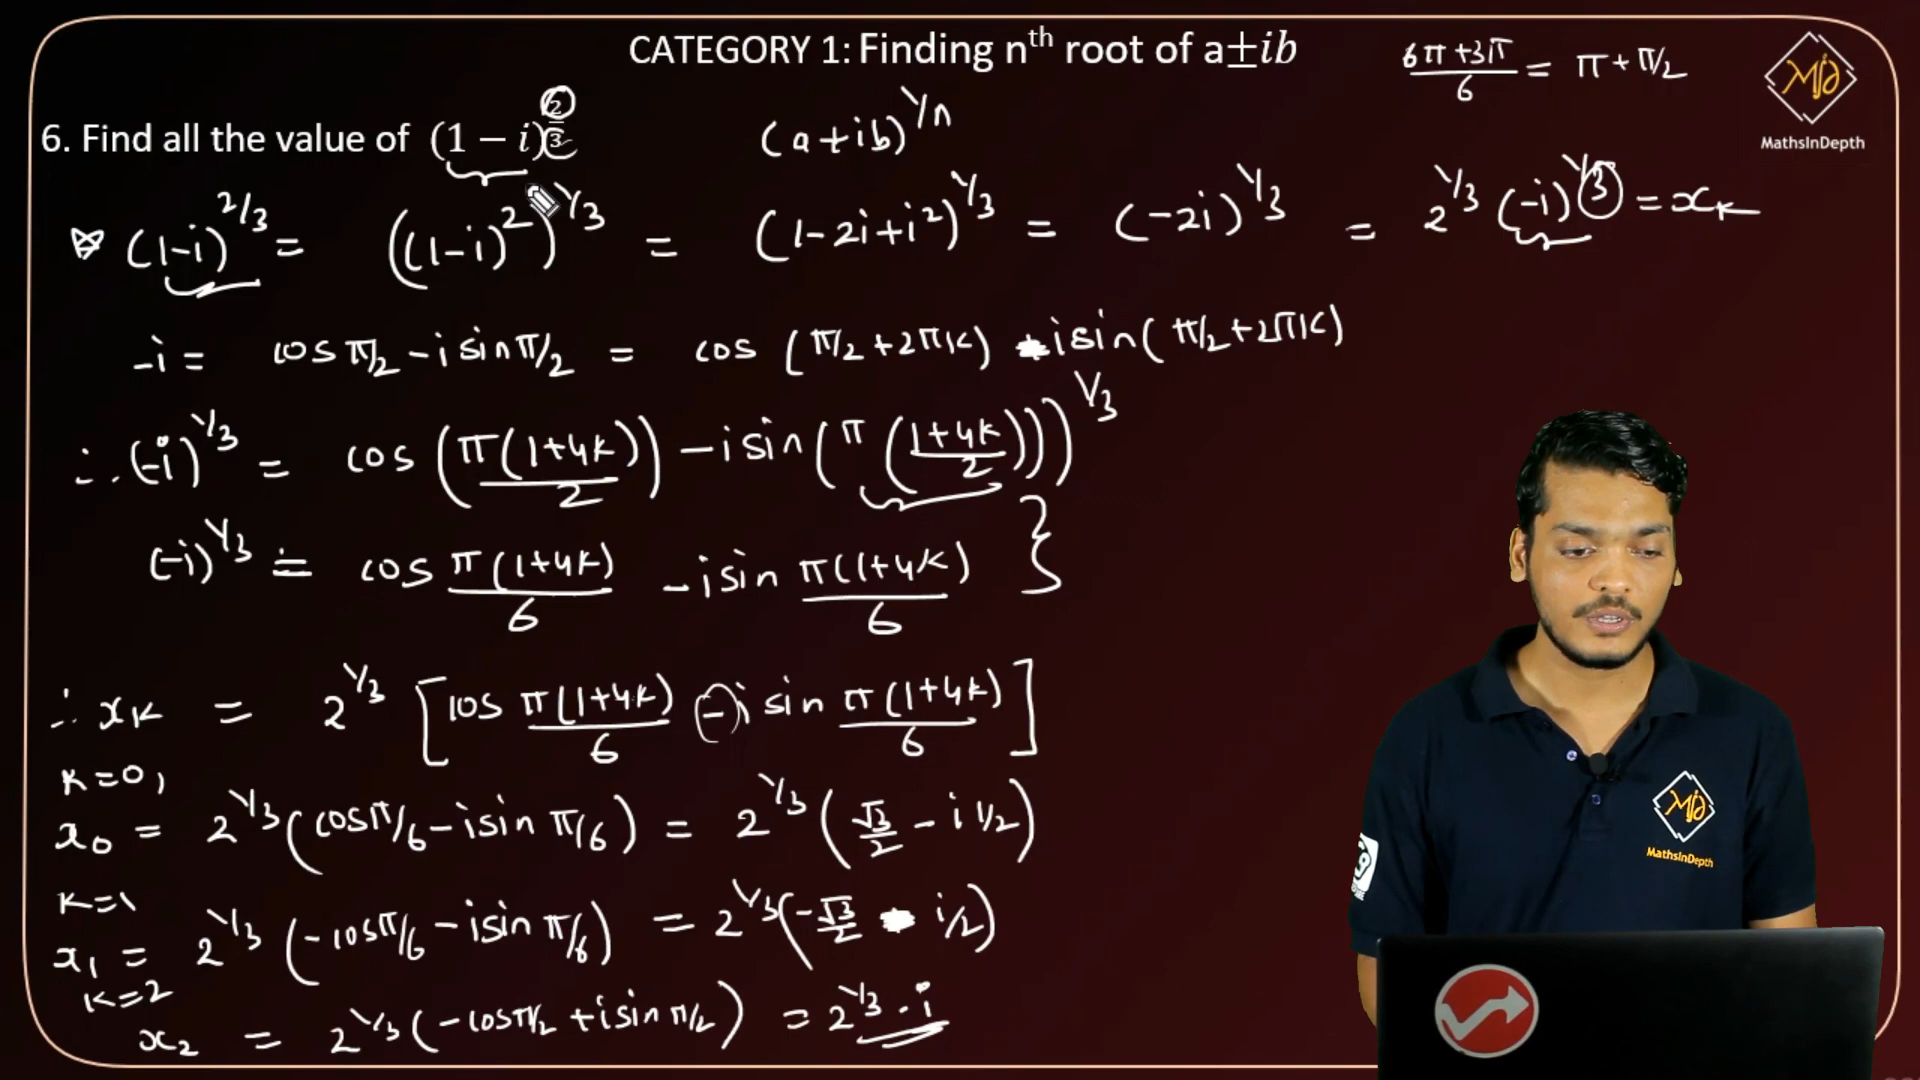 CATEGORY 1: Finding nᵗʰ root of a±ib
(6π+3π)/6 = π+π/2
MathsInDepth
6. Find all the value of (1 − i)^(2/3)
(a+ib)^(1/n)
(1-i)^(2/3) = ((1-i)^2)^(1/3) = (1-2i+i^2)^(1/3) = (-2i)^(1/3) = 2^(1/3) (-i)^(1/3) = x_k
-i = cos π/2 - i sin π/2 = cos (π/2 + 2πk) - i sin (π/2 + 2πk)
∴ (-i)^(1/3) = cos (π(1+4k)/2) - i sin (π((1+4k)/2)))^(1/3)
(-i)^(1/3) = cos π(1+4k)/6 - i sin π(1+4k)/6 }
∴ x_k = 2^(1/3) [cos π(1+4k)/6 - i sin π(1+4k)/6]
k=0,
x_0 = 2^(1/3) (cos π/6 - i sin π/6) = 2^(1/3) (√3/2 - i 1/2)
k=1
x_1 = 2^(1/3) (-cos π/6 - i sin π/6) = 2^(1/3) (-√3/2 - i/2)
k=2
x_2 = 2^(1/3) (-cos π/2 + i sin π/2) = 2^(1/3) · i
MathsInDepth